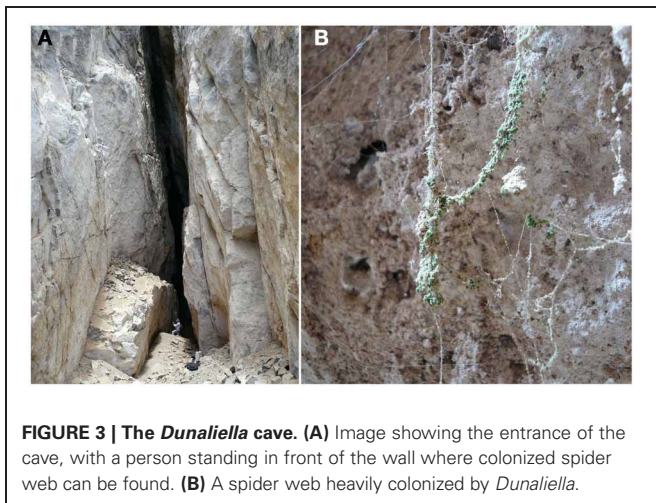 A
B
FIGURE 3 | The Dunaliella cave. (A) Image showing the entrance of the
cave, with a person standing in front of the wall where colonized spider
web can be found. (B) A spider web heavily colonized by Dunaliella.